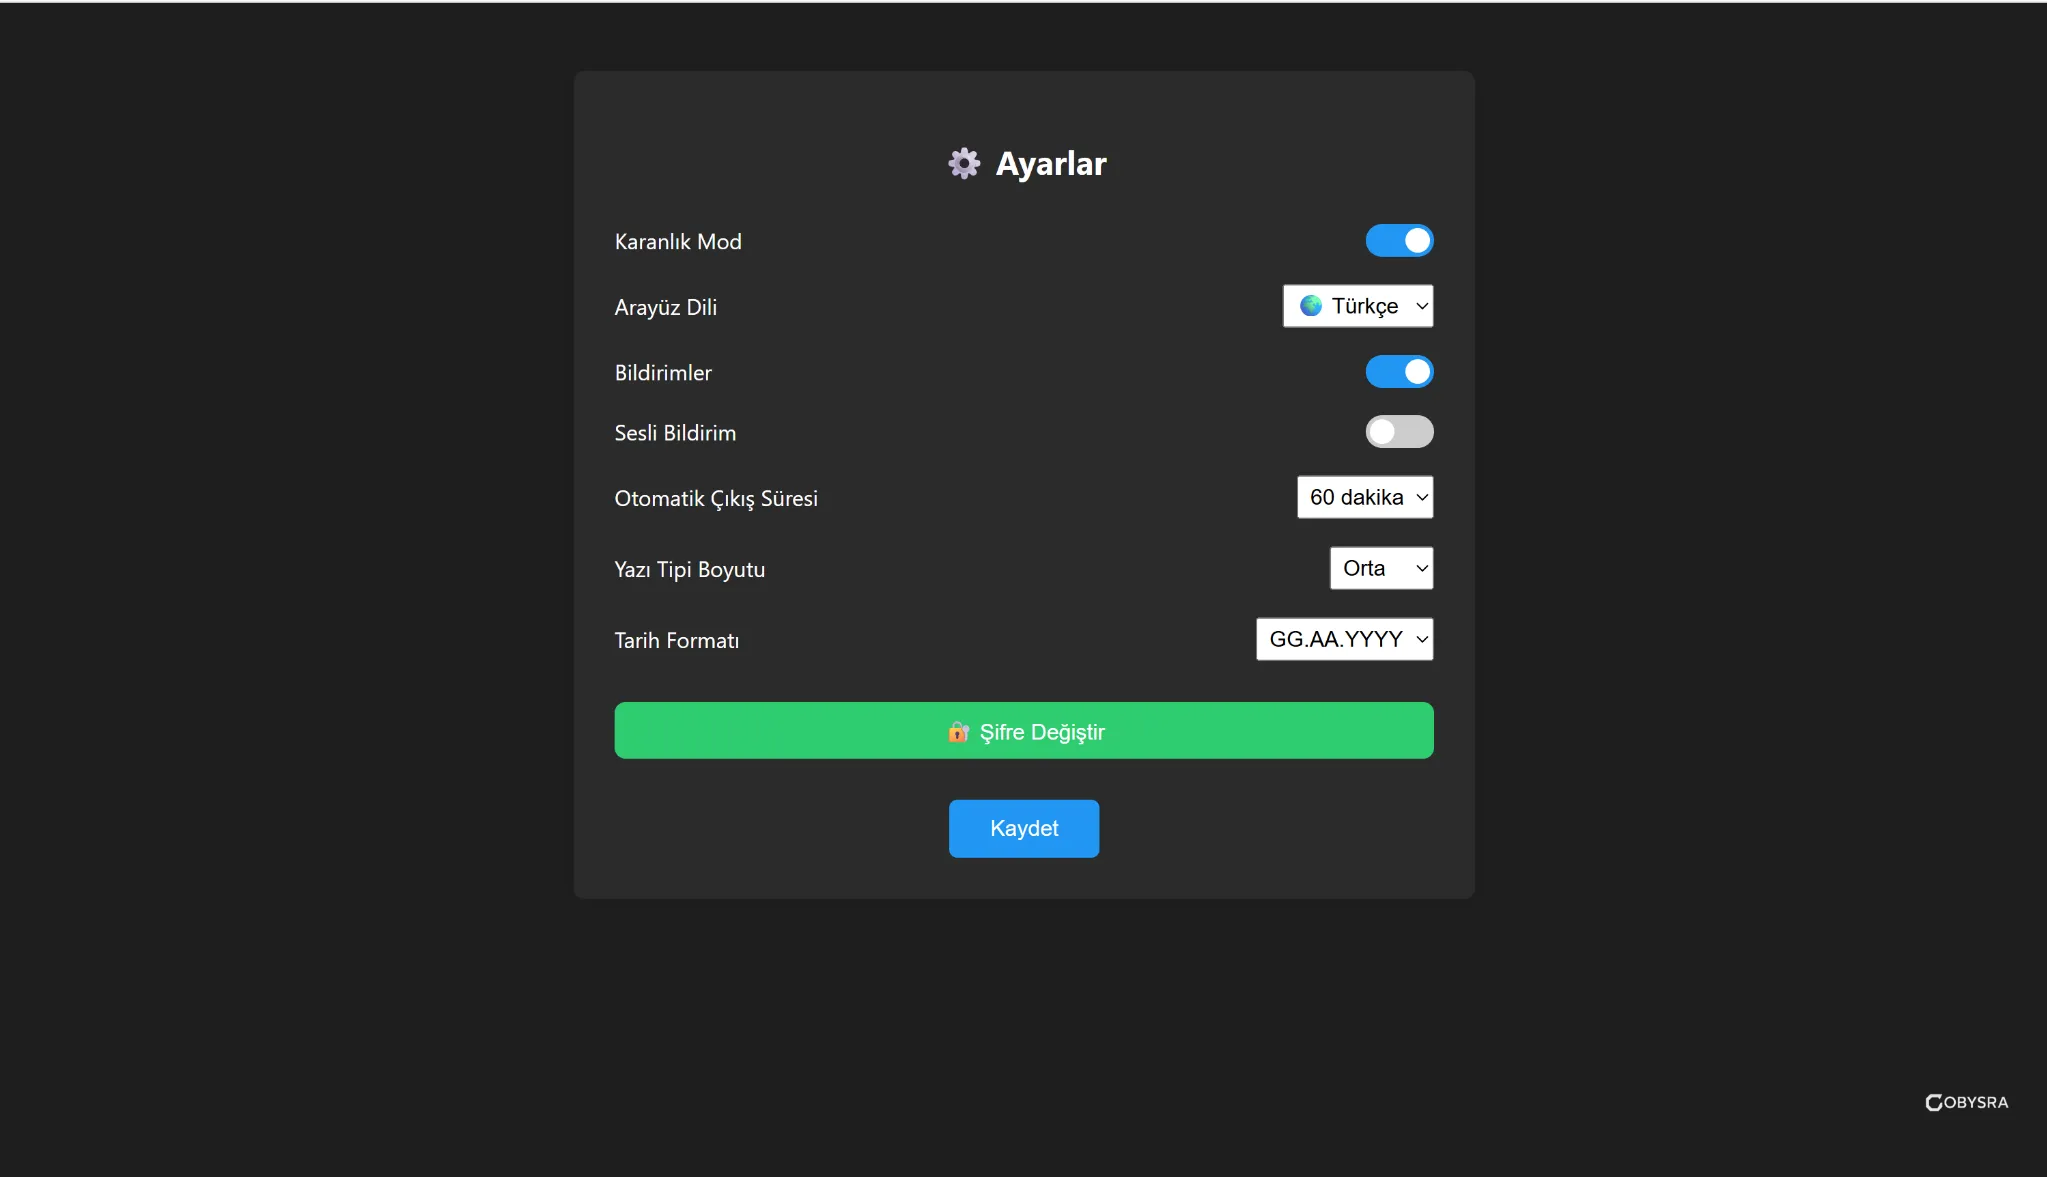 Ayarlar
Karanlık Mod
Arayüz Dili Türkçe
Bildirimler
Sesli Bildirim
Otomatik Çıkış Süresi 60 dakika
Yazı Tipi Boyutu Orta
Tarih Formatı GG.AA.YYYY
Şifre Değiştir
Kaydet
COBYSRA